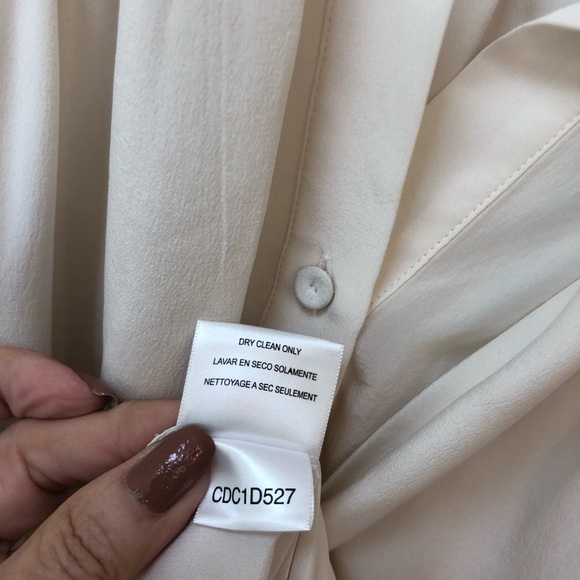 DRY CLEAN ONLY
LAVAR EN SECO SOLAMENTE
NETTOYAGE A SEC SEULEMENT
CDC1D527